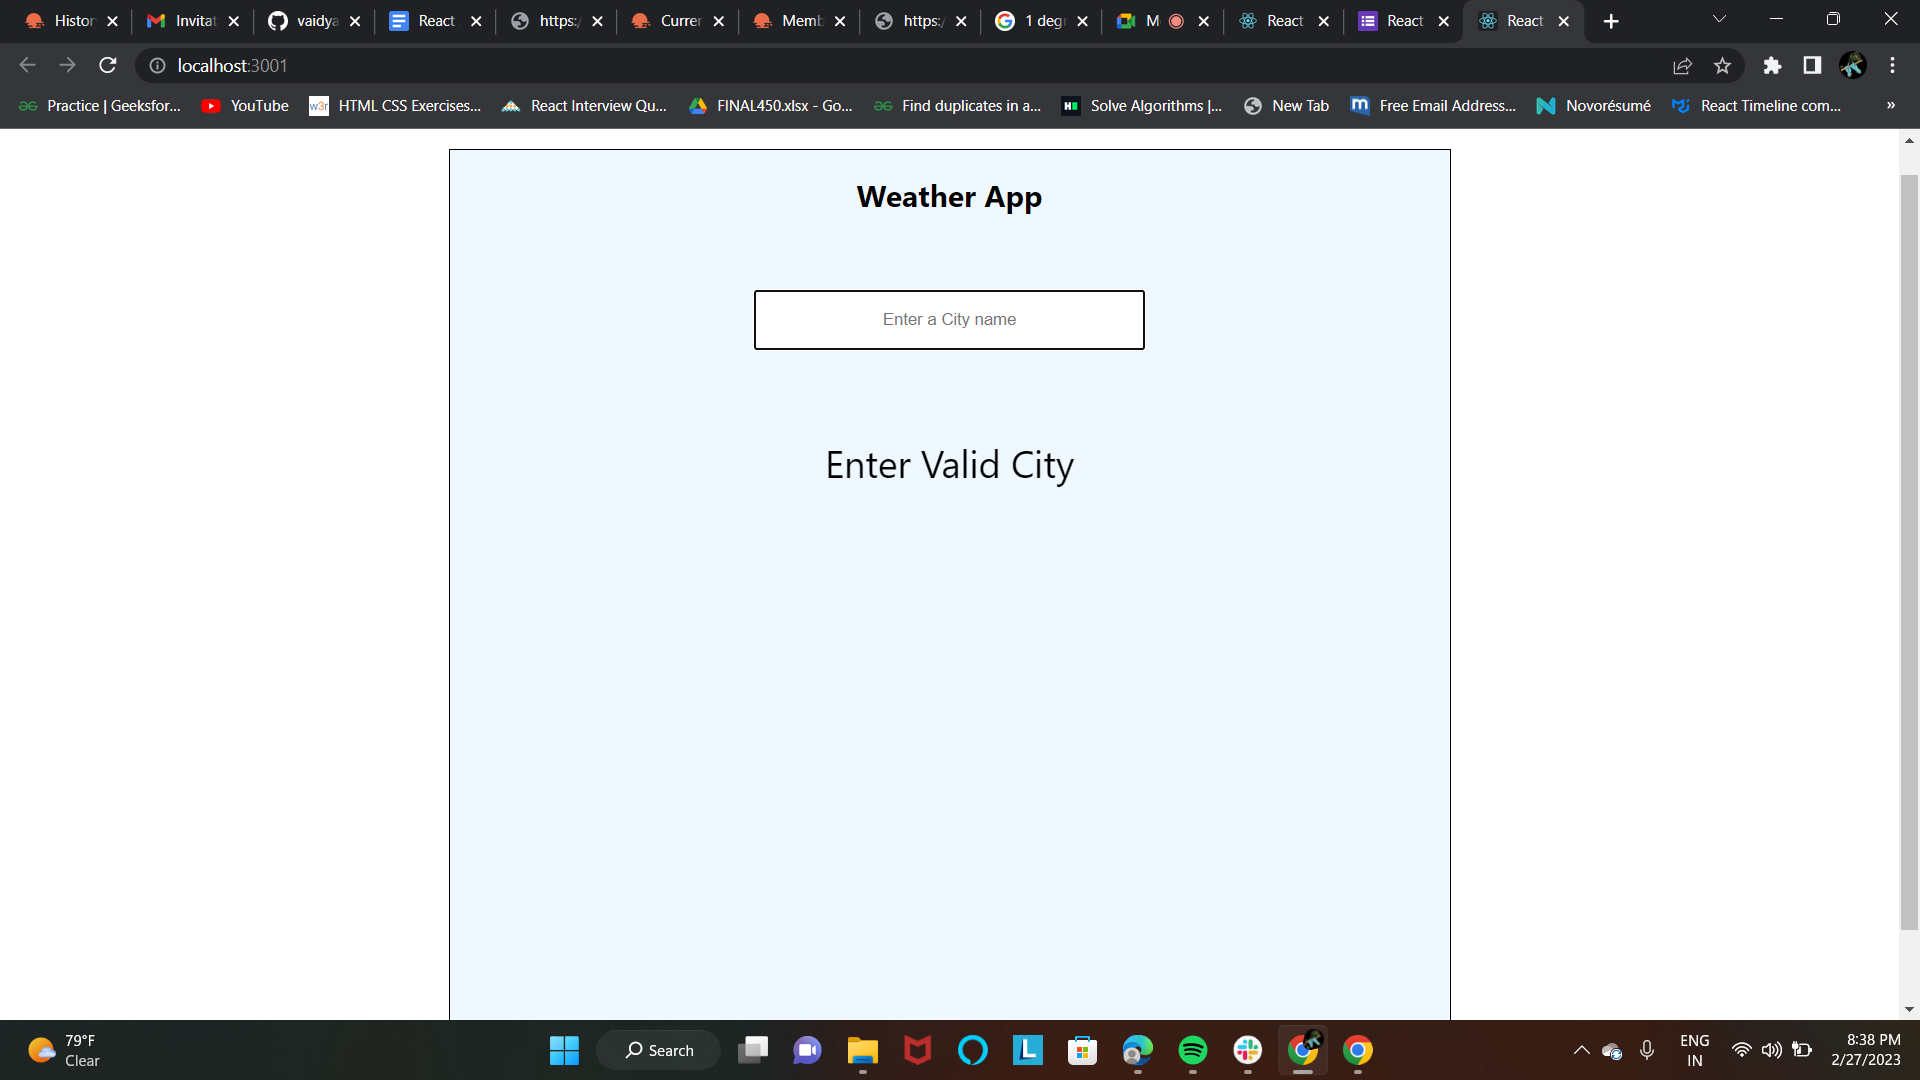 Histor
Invitat
vaidya
React
https:/
Currer
Memb
https:/
1 deg
M
React
React
React
localhost:3001
Practice | Geeksfor...
YouTube
w3r
HTML CSS Exercises...
React Interview Qu...
FINAL450.xlsx - Go...
Find duplicates in a...
Solve Algorithms |...
New Tab
Free Email Address...
Novorésumé
React Timeline com...
»
Weather App
Enter a City name
Enter Valid City
79°F
Clear
Search
L
ENG
IN
8:38 PM
2/27/2023